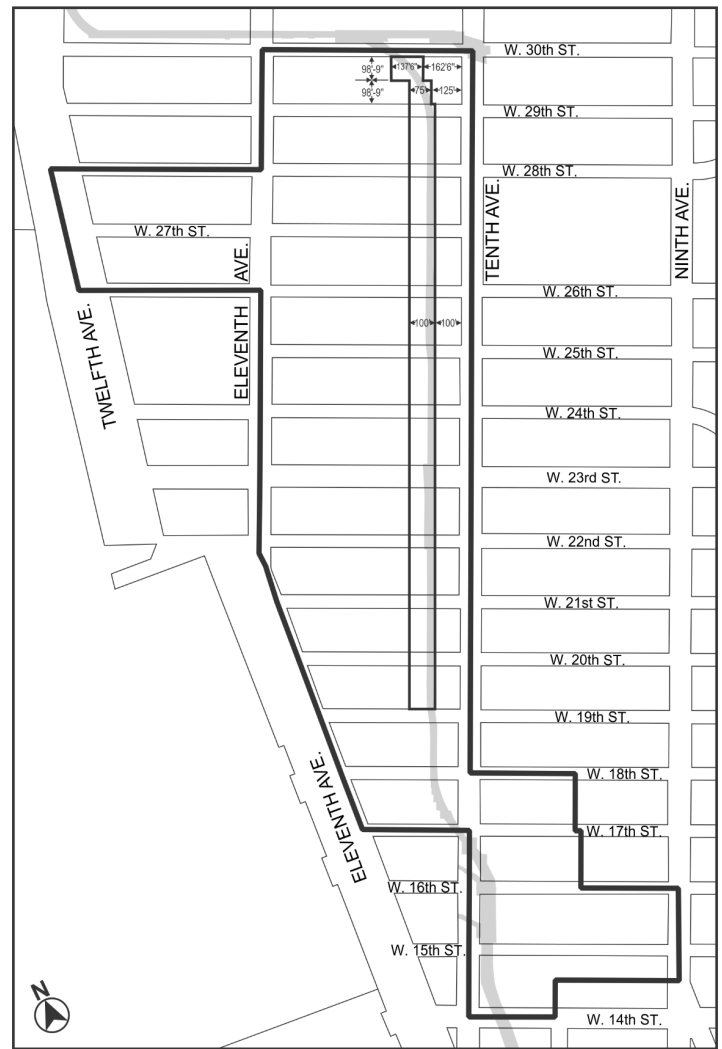 W. 30th ST.
98'-9"
137'6"
162'6"
98'-9"
75'
125'
W. 29th ST.
W. 28th ST.
W. 27th ST.
TENTH AVE.
NINTH AVE.
AVE.
ELEVENTH
W. 26th ST.
TWELFTH AVE.
100'
100'
W. 25th ST.
W. 24th ST.
W. 23rd ST.
W. 22nd ST.
W. 21st ST.
W. 20th ST.
W. 19th ST.
ELEVENTH AVE.
W. 18th ST.
W. 17th ST.
W. 16th ST.
W. 15th ST.
N
W. 14th ST.